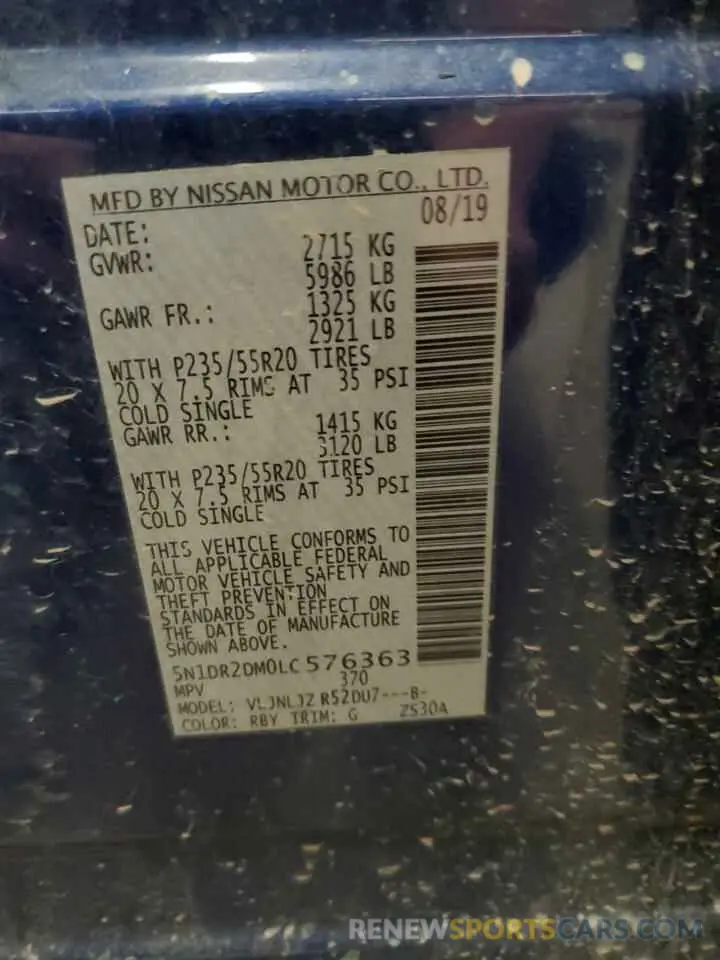 MFD BY NISSAN MOTOR CO., LTD.
DATE: 08/19
GVWR: 2715 KG
5986 LB
GAWR FR.: 1325 KG
2921 LB
WITH P235/55R20 TIRES
20 X 7.5 RIMS AT 35 PSI
COLD SINGLE
GAWR RR.: 1415 KG
3120 LB
WITH P235/55R20 TIRES
20 X 7.5 RIMS AT 35 PSI
COLD SINGLE
THIS VEHICLE CONFORMS TO
ALL APPLICABLE FEDERAL
MOTOR VEHICLE SAFETY AND
THEFT PREVENTION
STANDARDS IN EFFECT ON
THE DATE OF MANUFACTURE
SHOWN ABOVE.
5N1DR2DM0LC576363
MPV 370
MODEL: VLJNLJZ R52DU7---B-
COLOR: RBY TRIM: G ZS30A
RENEWSPORTSCARS.COM